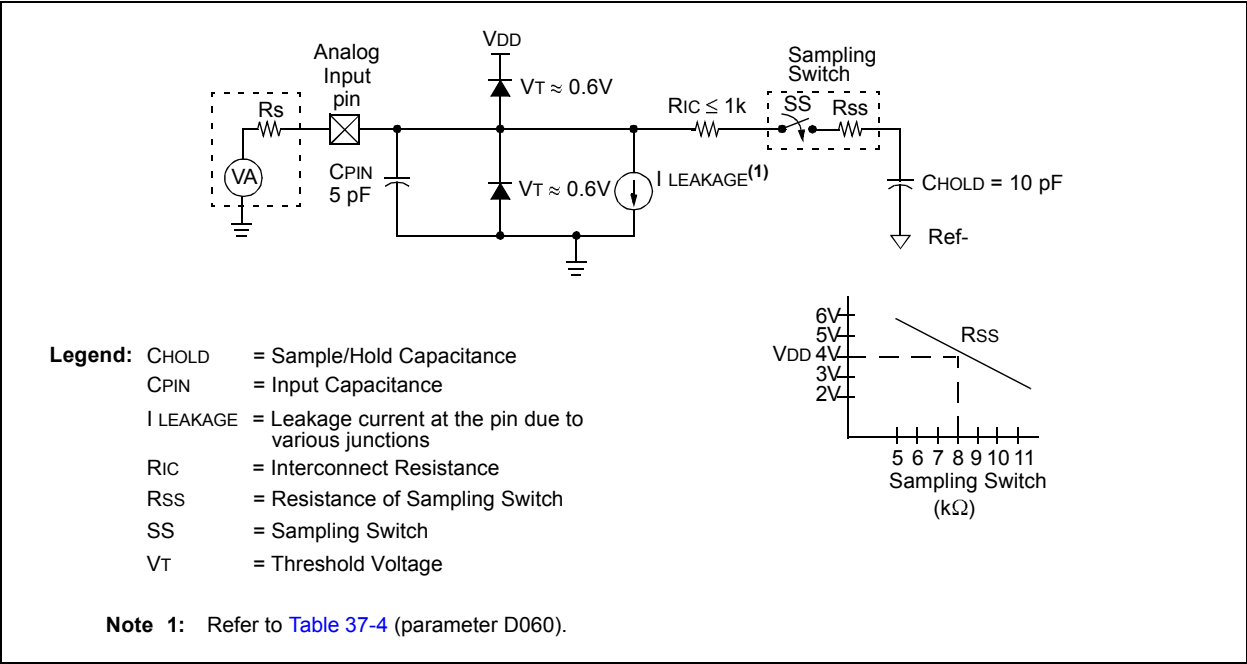 VDD
Analog
Input
pin
VT ≈ 0.6V
Sampling
Switch
RIC ≤ 1k
SS
Rss
Rs
VA
CPIN
5 pF
VT ≈ 0.6V
I LEAKAGE(1)
CHOLD = 10 pF
Ref-
Legend: CHOLD = Sample/Hold Capacitance
CPIN = Input Capacitance
I LEAKAGE = Leakage current at the pin due to
various junctions
RIC = Interconnect Resistance
RSS = Resistance of Sampling Switch
SS = Sampling Switch
VT = Threshold Voltage
6V
5V
VDD 4V
3V
2V
RSS
5 6 7 8 9 10 11
Sampling Switch
(kΩ)
Note 1: Refer to Table 37-4 (parameter D060).